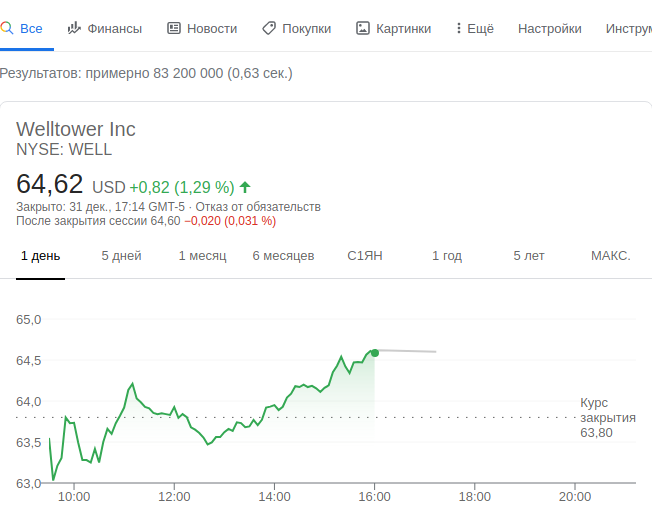 Все Финансы Новости Покупки Картинки Ещё Настройки Инструм
Результатов: примерно 83 200 000 (0,63 сек.)
Welltower Inc
NYSE: WELL
64,62 USD +0,82 (1,29 %)
Закрыто: 31 дек., 17:14 GMT-5 · Отказ от обязательств
После закрытия сессии 64,60 −0,020 (0,031 %)
1 день 5 дней 1 месяц 6 месяцев С1ЯН 1 год 5 лет МАКС.
65,0
64,5
64,0
63,5
63,0
Курс
закрытия
63,80
10:00 12:00 14:00 16:00 18:00 20:00